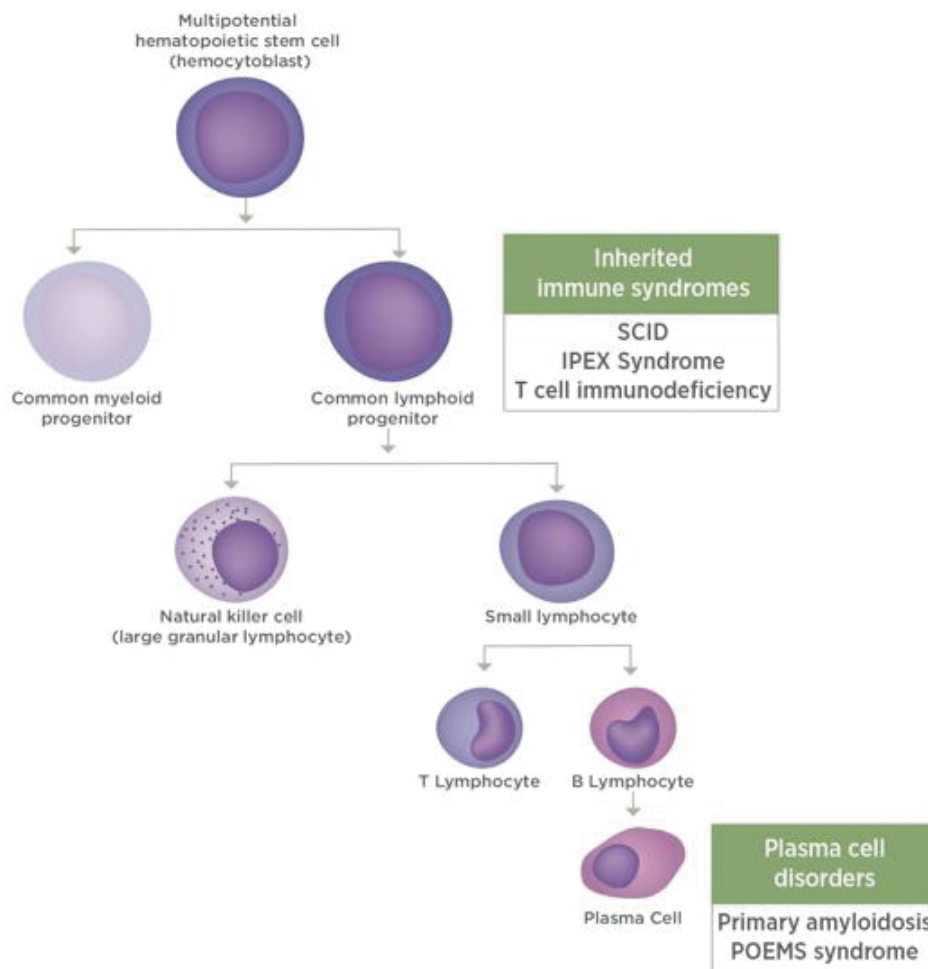 Multipotential
hematopoietic stem cell
(hemocytoblast)
Common myeloid
progenitor
Common lymphoid
progenitor
Inherited
immune syndromes
SCID
IPEX Syndrome
T cell immunodeficiency
Natural killer cell
(large granular lymphocyte)
Small lymphocyte
T Lymphocyte
B Lymphocyte
Plasma Cell
Plasma cell
disorders
Primary amyloidosis
POEMS syndrome